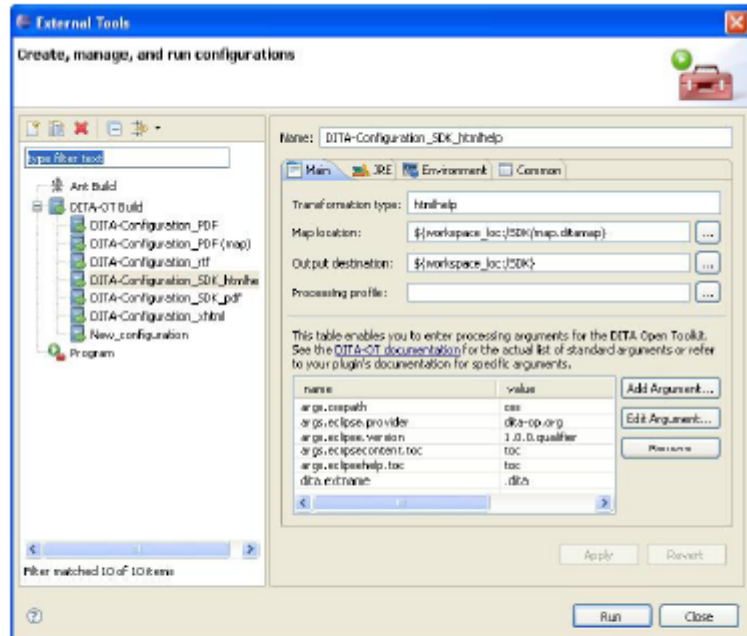 External Tools
Create, manage, and run configurations
type filter text
Ant Build
DITA-OT Build
DITA-Configuration_PDF
DITA-Configuration_PDF (map)
DITA-Configuration_rtf
DITA-Configuration_SDK_htmlhe
DITA-Configuration_SDK_pdf
DITA-Configuration_xhtml
New_configuration
Program
Filter matched 10 of 10 items
Name: DITA-Configuration_SDK_htmlhelp
Main JRE Environment Common
Transformation type: htmlhelp
Map location: ${workspace_loc:/SDK/map.ditamap} ...
Output destination: ${workspace_loc:/SDK} ...
Processing profile: ...
This table enables you to enter processing arguments for the DITA Open Toolkit.
See the DITA-OT documentation for the actual list of standard arguments or refer
to your plugin's documentation for specific arguments.
name value
args.csspath css
args.eclipse.provider dita-op.org
args.eclipse.version 1.0.0.qualifier
args.eclipsecontent.toc toc
args.eclipsehelp.toc toc
dita.extname .dita
Add Argument...
Edit Argument...
Remove
Apply Revert
Run Close